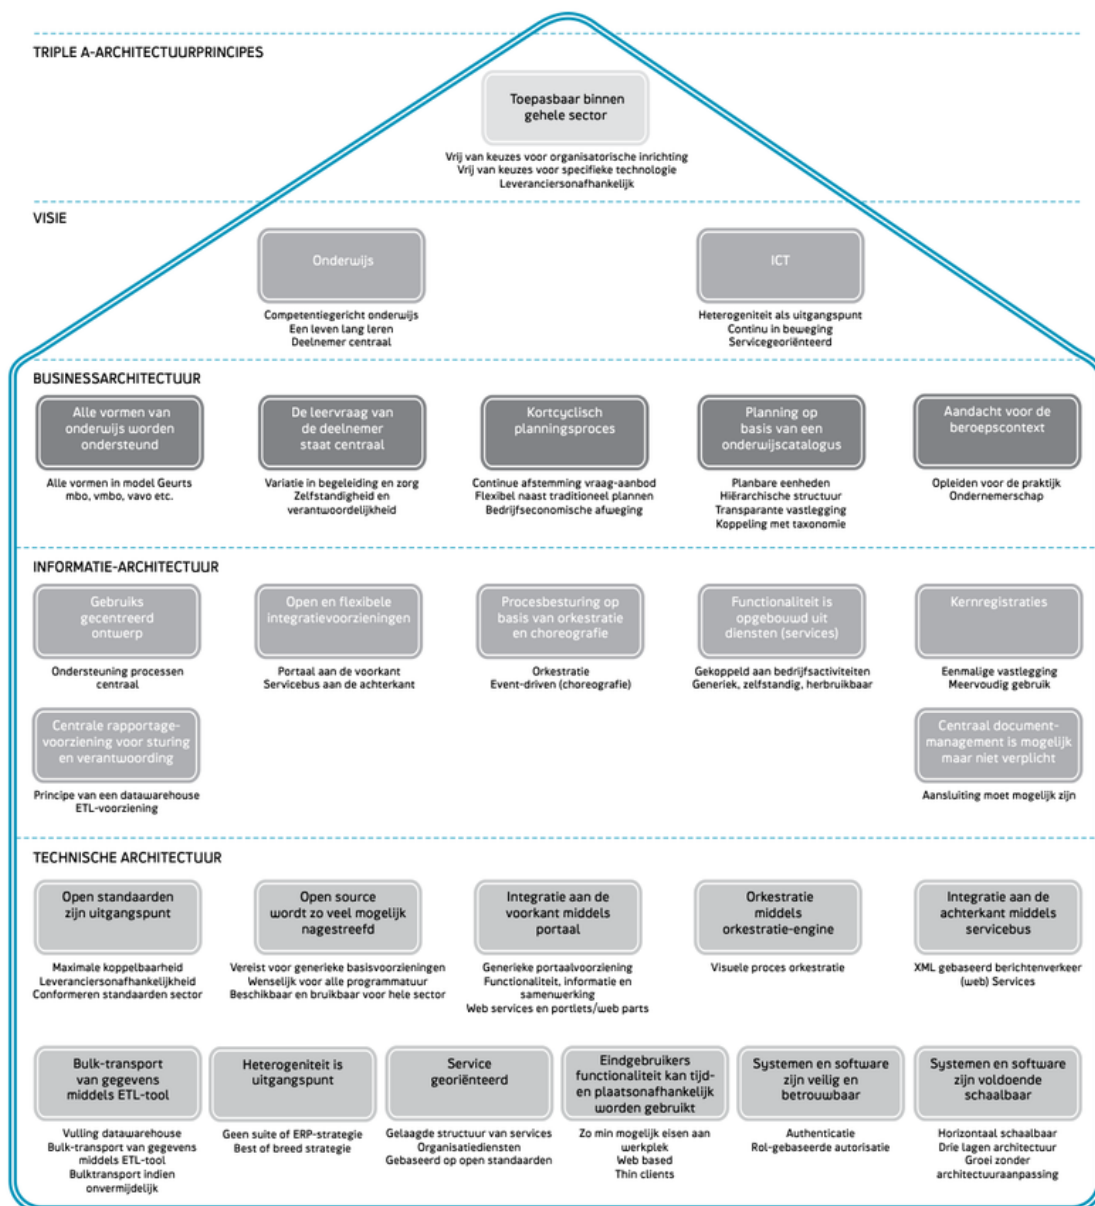 TRIPLE A-ARCHITECTUURPRINCIPES
Toepasbaar binnen
gehele sector
Vrij van keuzes voor organisatorische inrichting
Vrij van keuzes voor specifieke technologie
Leveranciersonafhankelijk
VISIE
Onderwijs
Competentiegericht onderwijs
Een leven lang leren
Deelnemer centraal
ICT
Heterogeniteit als uitgangspunt
Continu in beweging
Servicegeoriënteerd
BUSINESSARCHITECTUUR
Alle vormen van
onderwijs worden
ondersteund
Alle vormen in model Geurts
mbo, vmbo, vavo etc.
De leervraag van
de deelnemer
staat centraal
Variatie in begeleiding en zorg
Zelfstandigheid en
verantwoordelijkheid
Kortcyclisch
planningsproces
Continue afstemming vraag-aanbod
Flexibel naast traditioneel plannen
Bedrijfseconomische afweging
Planning op
basis van een
onderwijscatalogus
Planbare eenheden
Hiërarchische structuur
Transparante vastlegging
Koppeling met taxonomie
Aandacht voor de
beroepscontext
Opleiden voor de praktijk
Ondernemerschap
INFORMATIE-ARCHITECTUUR
Gebruiks
gecentreerd
ontwerp
Ondersteuning processen
centraal
Open en flexibele
integratievoorzieningen
Portaal aan de voorkant
Servicebus aan de achterkant
Procesbesturing op
basis van orkestratie
en choreografie
Orkestratie
Event-driven (choreografie)
Functionaliteit is
opgebouwd uit
diensten (services)
Gekoppeld aan bedrijfsactiviteiten
Generiek, zelfstandig, herbruikbaar
Kernregistraties
Eenmalige vastlegging
Meervoudig gebruik
Centrale rapportage-
voorziening voor sturing
en verantwoording
Principe van een datawarehouse
ETL-voorziening
Centraal document-
management is mogelijk
maar niet verplicht
Aansluiting moet mogelijk zijn
TECHNISCHE ARCHITECTUUR
Open standaarden
zijn uitgangspunt
Maximale koppelbaarheid
Leveranciersonafhankelijkheid
Conformeren standaarden sector
Open source
wordt zo veel mogelijk
nagestreefd
Vereist voor generieke basisvoorzieningen
Wenselijk voor alle programmatuur
Beschikbaar en bruikbaar voor hele sector
Integratie aan de
voorkant middels
portaal
Generieke portaalvoorziening
Functionaliteit, informatie en
samenwerking
Web services en portlets/web parts
Orkestratie
middels
orkestratie-engine
Visuele proces orkestratie
Integratie aan de
achterkant middels
servicebus
XML gebaseerd berichtenverkeer
(web) Services
Bulk-transport
van gegevens
middels ETL-tool
Vulling datawarehouse
Bulk-transport van gegevens
middels ETL-tool
Bulktransport indien
onvermijdelijk
Heterogeniteit is
uitgangspunt
Geen suite of ERP-strategie
Best of breed strategie
Service
georiënteerd
Gelaagde structuur van services
Organisatiediensten
Gebaseerd op open standaarden
Eindgebruikers
functionaliteit kan tijd-
en plaatsonafhankelijk
worden gebruikt
Zo min mogelijk eisen aan
werkplek
Web based
Thin clients
Systemen en software
zijn veilig en
betrouwbaar
Authenticatie
Rol-gebaseerde autorisatie
Systemen en software
zijn voldoende
schaalbaar
Horizontaal schaalbaar
Drie lagen architectuur
Groei zonder
architectuuraanpassing